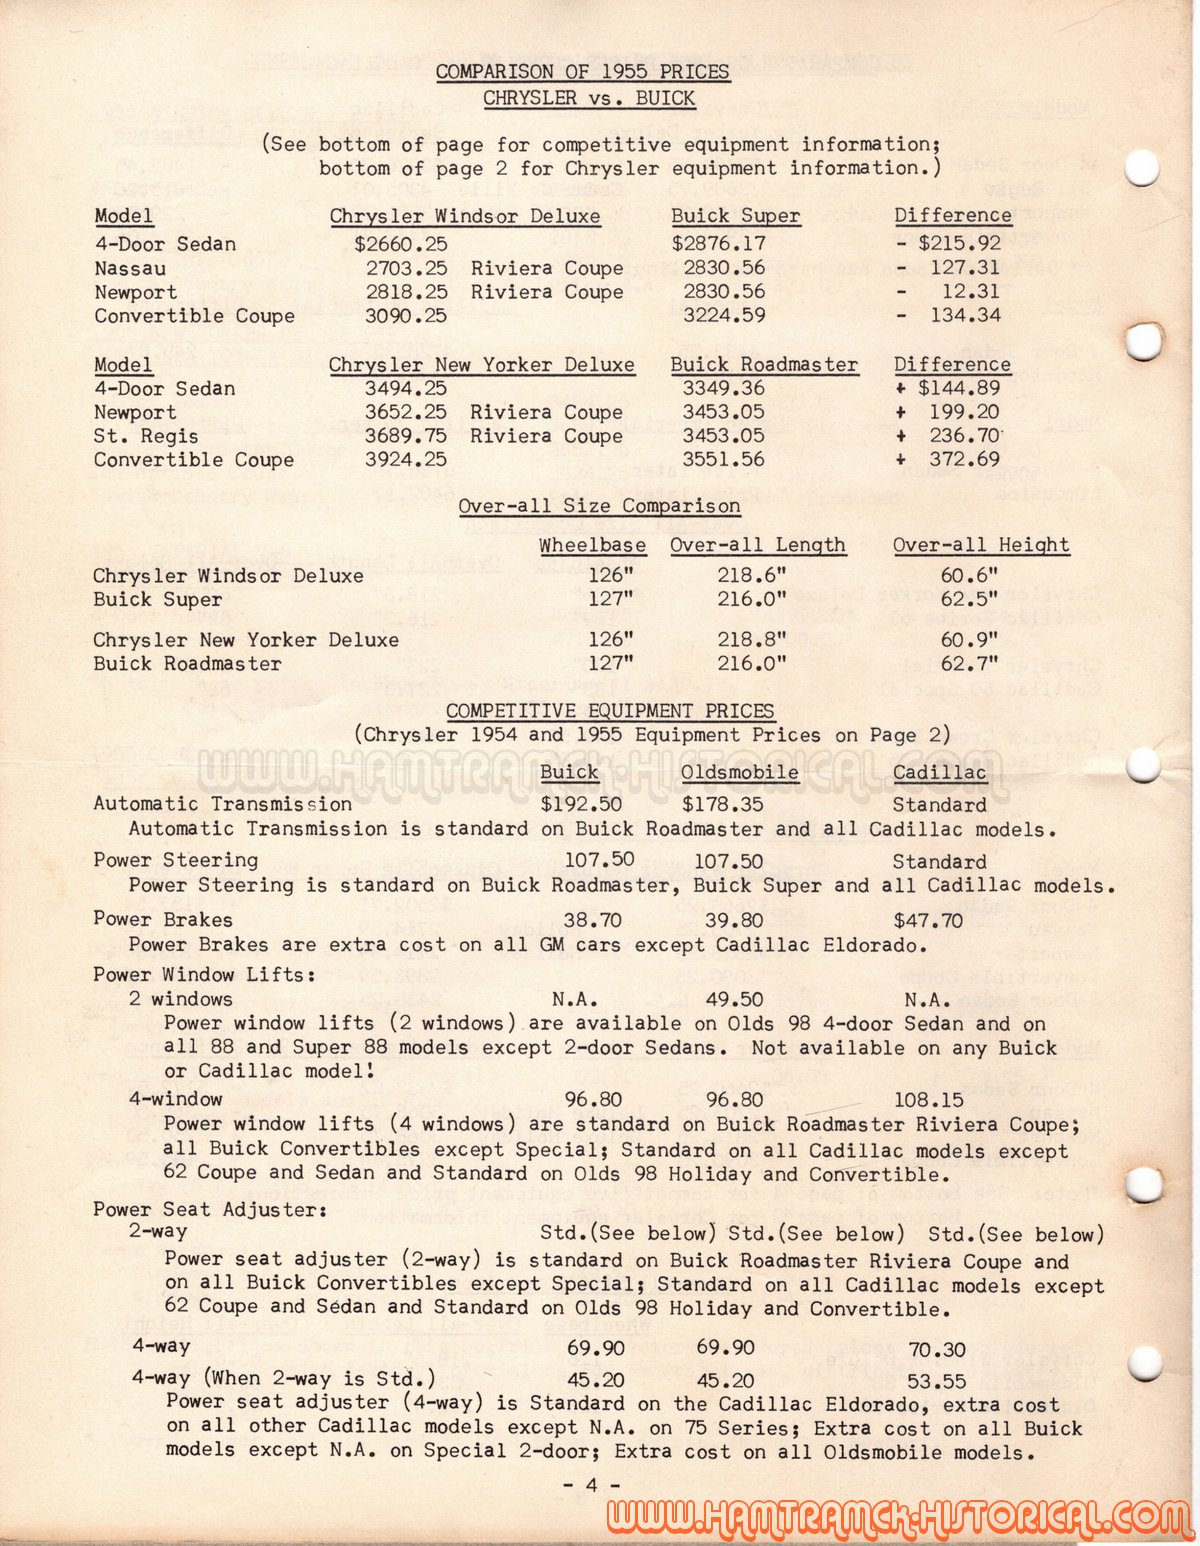 COMPARISON OF 1955 PRICES
CHRYSLER vs. BUICK
(See bottom of page for competitive equipment information;
bottom of page 2 for Chrysler equipment information.)
Model Chrysler Windsor Deluxe Buick Super Difference
4-Door Sedan $2660.25 $2876.17 - $215.92
Nassau 2703.25 Riviera Coupe 2830.56 - 127.31
Newport 2818.25 Riviera Coupe 2830.56 - 12.31
Convertible Coupe 3090.25 3224.59 - 134.34
Model Chrysler New Yorker Deluxe Buick Roadmaster Difference
4-Door Sedan 3494.25 3349.36 + $144.89
Newport 3652.25 Riviera Coupe 3453.05 + 199.20
St. Regis 3689.75 Riviera Coupe 3453.05 + 236.70
Convertible Coupe 3924.25 3551.56 + 372.69
Over-all Size Comparison
Wheelbase Over-all Length Over-all Height
Chrysler Windsor Deluxe 126" 218.6" 60.6"
Buick Super 127" 216.0" 62.5"
Chrysler New Yorker Deluxe 126" 218.8" 60.9"
Buick Roadmaster 127" 216.0" 62.7"
COMPETITIVE EQUIPMENT PRICES
(Chrysler 1954 and 1955 Equipment Prices on Page 2)
www.Hamtramck-Historical.com
Buick Oldsmobile Cadillac
Automatic Transmission $192.50 $178.35 Standard
Automatic Transmission is standard on Buick Roadmaster and all Cadillac models.
Power Steering 107.50 107.50 Standard
Power Steering is standard on Buick Roadmaster, Buick Super and all Cadillac models.
Power Brakes 38.70 39.80 $47.70
Power Brakes are extra cost on all GM cars except Cadillac Eldorado.
Power Window Lifts:
2 windows N.A. 49.50 N.A.
Power window lifts (2 windows) are available on Olds 98 4-door Sedan and on
all 88 and Super 88 models except 2-door Sedans. Not available on any Buick
or Cadillac model!
4-window 96.80 96.80 108.15
Power window lifts (4 windows) are standard on Buick Roadmaster Riviera Coupe;
all Buick Convertibles except Special; Standard on all Cadillac models except
62 Coupe and Sedan and Standard on Olds 98 Holiday and Convertible.
Power Seat Adjuster:
2-way Std.(See below) Std.(See below) Std.(See below)
Power seat adjuster (2-way) is standard on Buick Roadmaster Riviera Coupe and
on all Buick Convertibles except Special; Standard on all Cadillac models except
62 Coupe and Sedan and Standard on Olds 98 Holiday and Convertible.
4-way 69.90 69.90 70.30
4-way (When 2-way is Std.) 45.20 45.20 53.55
Power seat adjuster (4-way) is Standard on the Cadillac Eldorado, extra cost
on all other Cadillac models except N.A. on 75 Series; Extra cost on all Buick
models except N.A. on Special 2-door; Extra cost on all Oldsmobile models.
- 4 -
www.Hamtramck-Historical.com